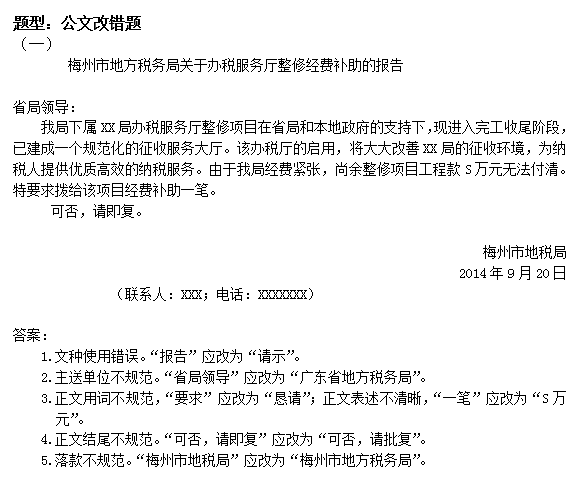 题型：公文改错题
（一）
梅州市地方税务局关于办税服务厅整修经费补助的报告
省局领导：
我局下属XX局办税服务厅整修项目在省局和本地政府的支持下，现进入完工收尾阶段，
已建成一个规范化的征收服务大厅。该办税厅的启用，将大大改善XX局的征收环境，为纳
税人提供优质高效的纳税服务。由于我局经费紧张，尚余整修项目工程款S万元无法付清。
特要求拨给该项目经费补助一笔。
可否，请即复。
梅州市地税局
2014年9月20日
（联系人：XXX；电话：XXXXXXX）
答案：
1.文种使用错误。“报告”应改为“请示”。
2.主送单位不规范。“省局领导”应改为“广东省地方税务局”。
3.正文用词不规范，“要求”应改为“恳请”；正文表述不清晰，“一笔”应改为“S万
元”。
4.正文结尾不规范。“可否，请即复”应改为“可否，请批复”。
5.落款不规范。“梅州市地税局”应改为“梅州市地方税务局”。